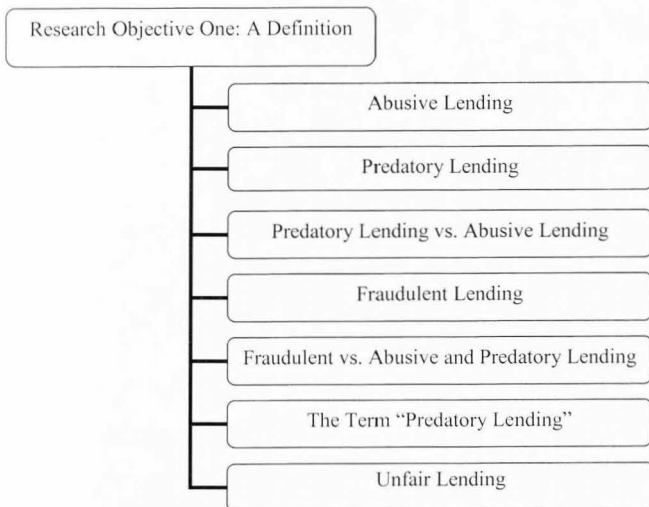 Research Objective One: A Definition
Abusive Lending
Predatory Lending
Predatory Lending vs. Abusive Lending
Fraudulent Lending
Fraudulent vs. Abusive and Predatory Lending
The Term “Predatory Lending”
Unfair Lending